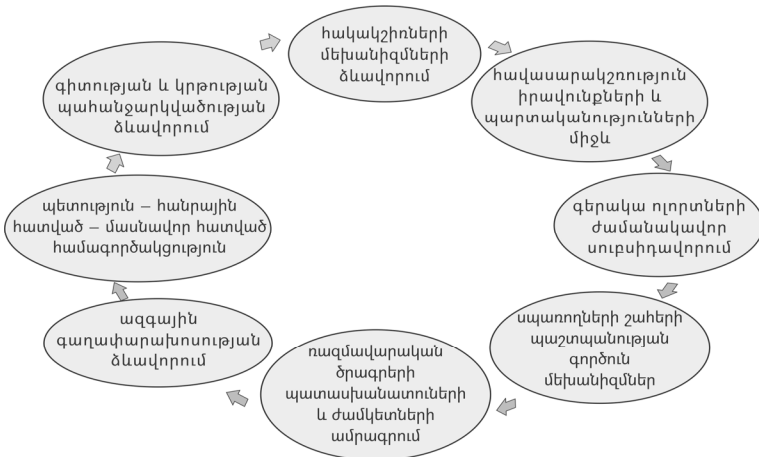 հակակշիռների
մեխանիզմների
ձևավորում
հավասարակշռություն
իրավունքների և
պարտականությունների
միջև
գերակա ոլորտների
ժամանակավոր
սուբսիդավորում
սպառողների շահերի
պաշտպանության
գործուն
մեխանիզմներ
ռազմավարական
ծրագրերի
պատասխանատուների
և ժամկետների
ամրագրում
ազգային
գաղափարախոսության
ձևավորում
պետություն – հանրային
հատված – մասնավոր հատված
համագործակցություն
գիտության և կրթության
պահանջարկվածության
ձևավորում